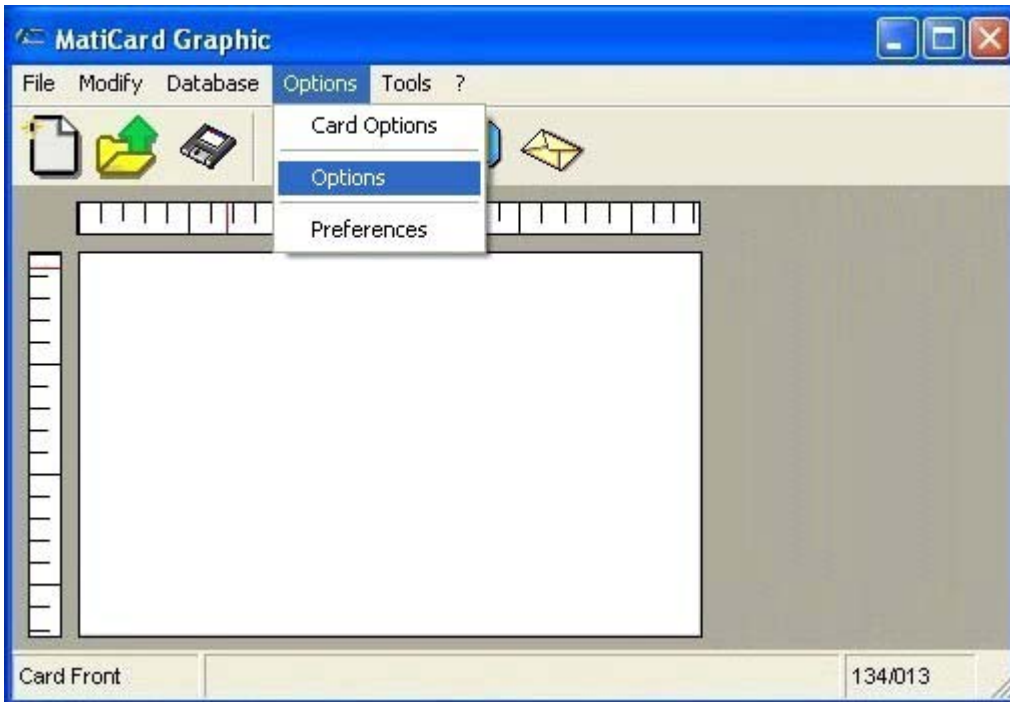 MatiCard Graphic
File Modify Database Options Tools ?
Card Options
Options
Preferences
Card Front 134/013